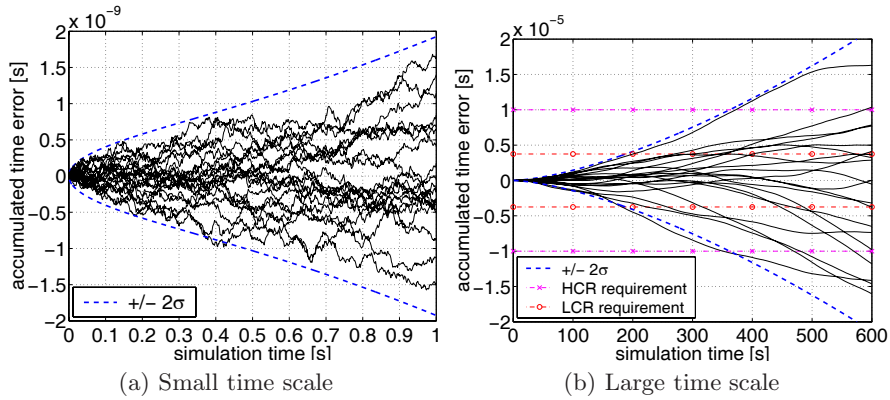 x 10⁻⁹
2
1.5
1
0.5
0
−0.5
−1
−1.5
−2
accumulated time error [s]
+/− 2σ
0 0.1 0.2 0.3 0.4 0.5 0.6 0.7 0.8 0.9 1
simulation time [s]
(a) Small time scale
x 10⁻⁵
2
1.5
1
0.5
0
−0.5
−1
−1.5
−2
accumulated time error [s]
+/− 2σ
HCR requirement
LCR requirement
0 100 200 300 400 500 600
simulation time [s]
(b) Large time scale